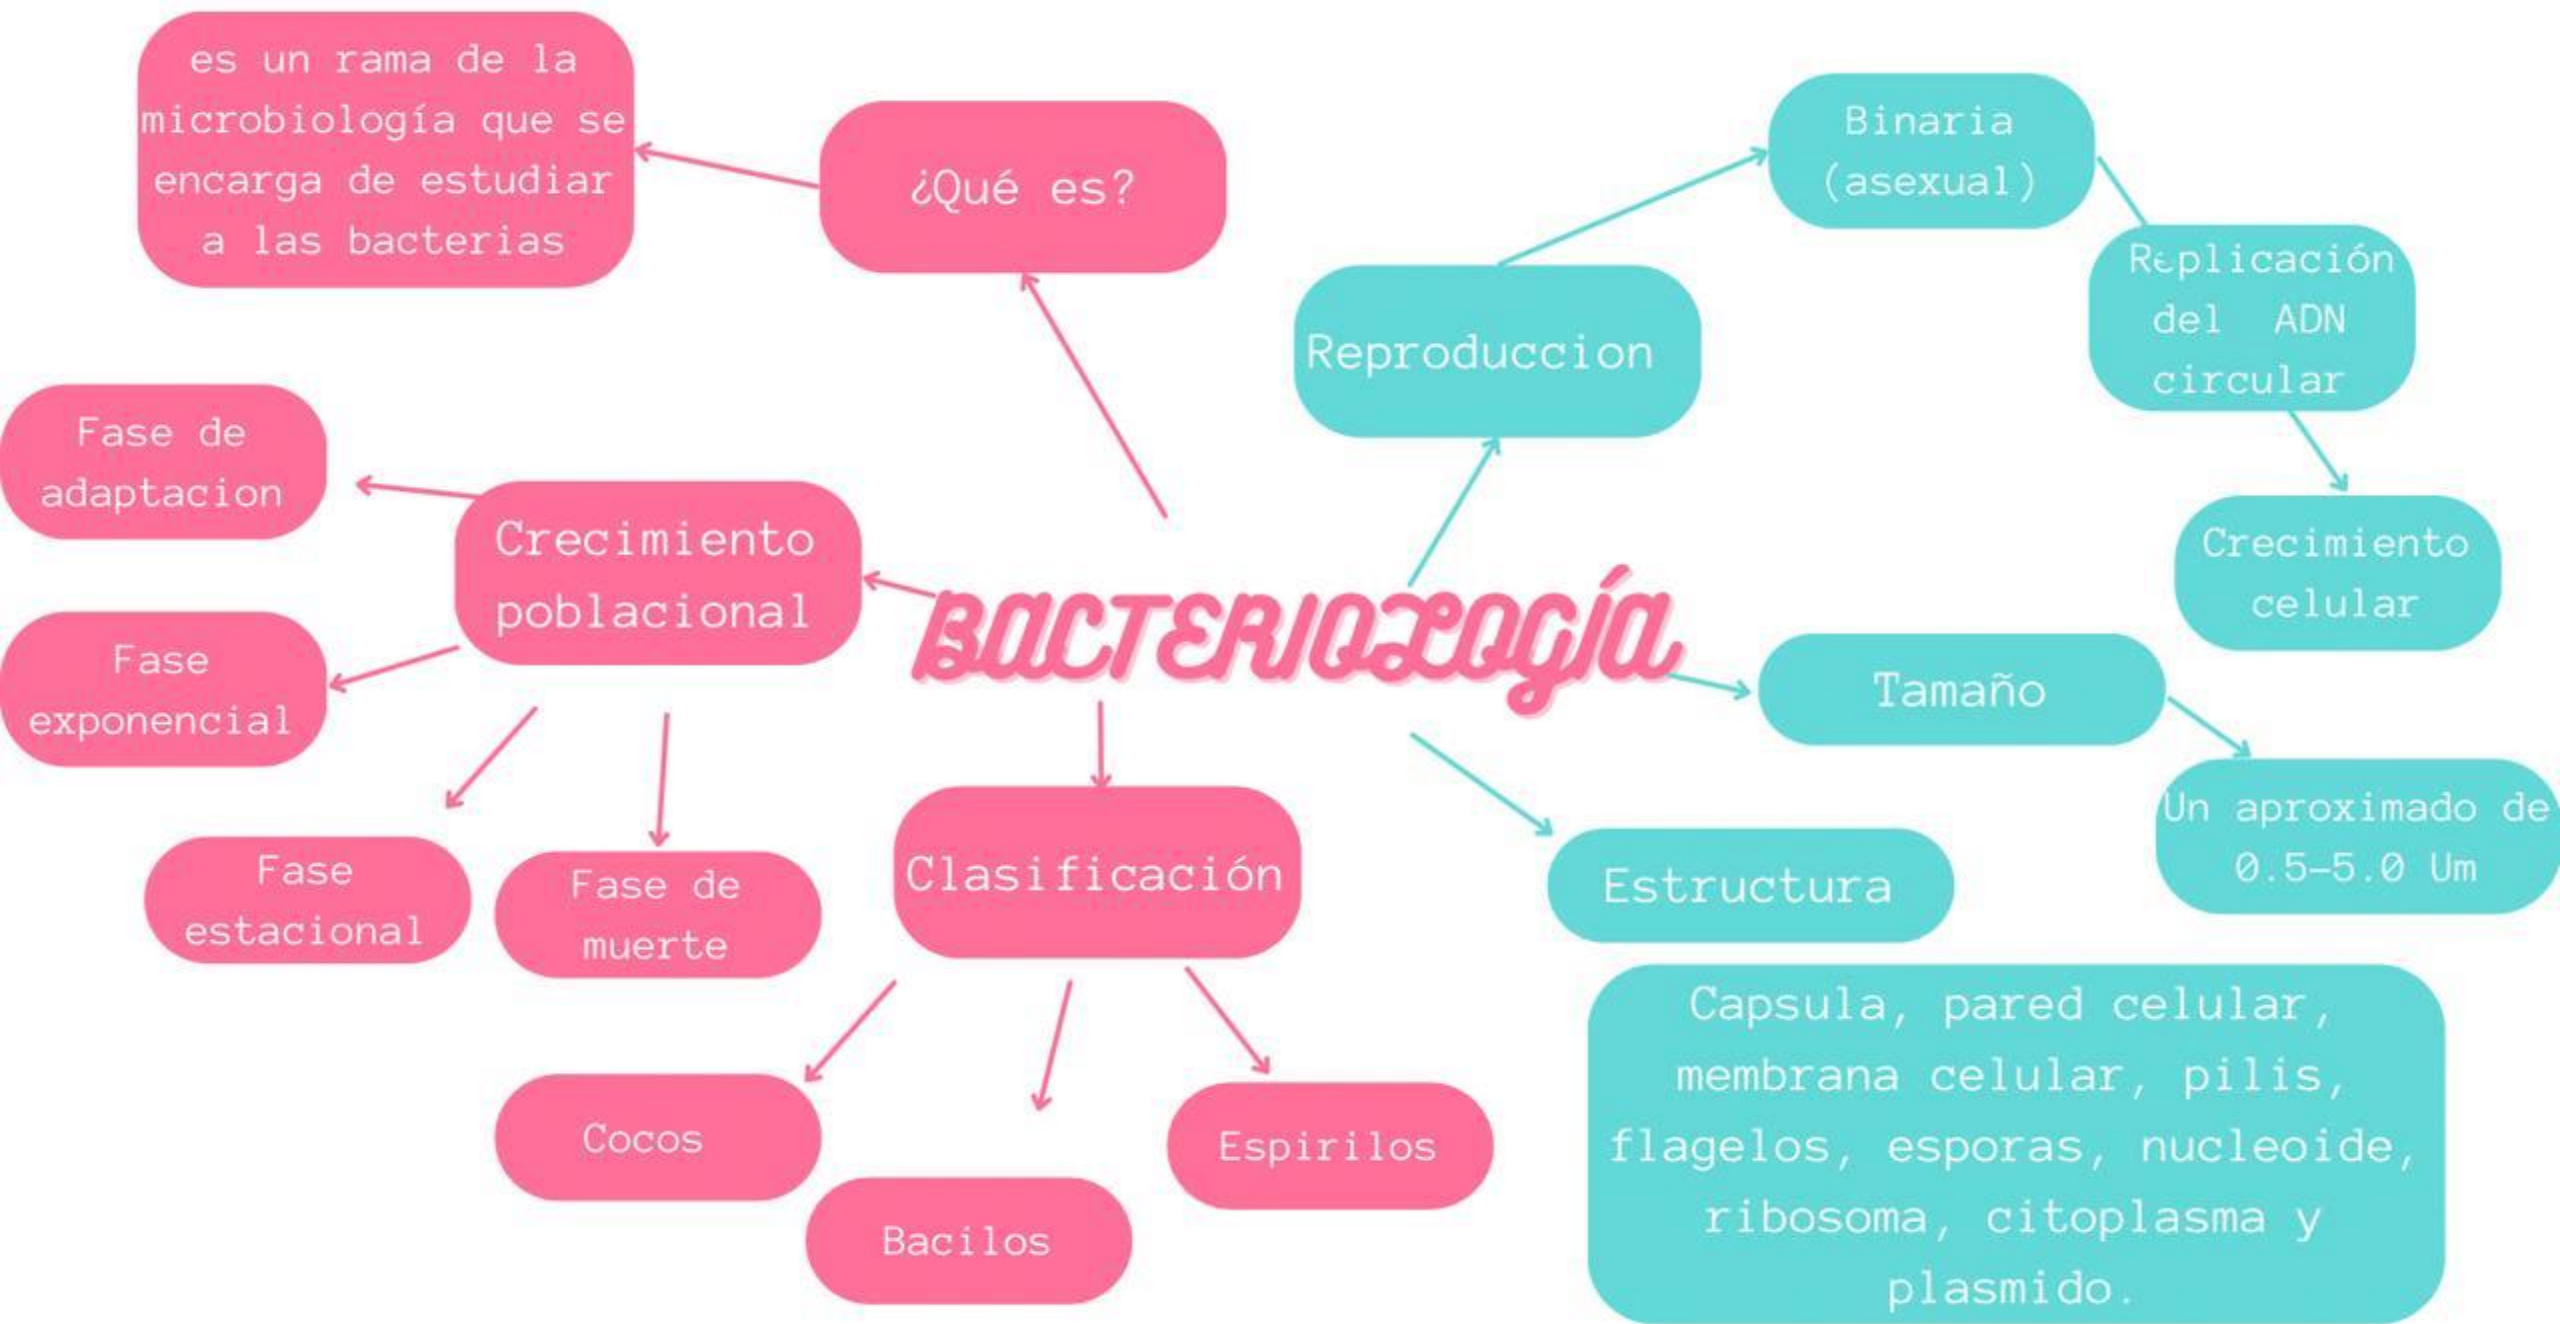 es un rama de la
microbiología que se
encarga de estudiar
a las bacterias
¿Qué es?
Binaria
(asexual)
Replicación
del ADN
circular
Reproduccion
Crecimiento
celular
Fase de
adaptacion
Crecimiento
poblacional
BACTERIOLOGÍA
Fase
exponencial
Tamaño
Un aproximado de
0.5-5.0 Um
Fase
estacional
Fase de
muerte
Clasificación
Estructura
Cocos
Bacilos
Espirilos
Capsula, pared celular,
membrana celular, pilis,
flagelos, esporas, nucleoide,
ribosoma, citoplasma y
plasmido.